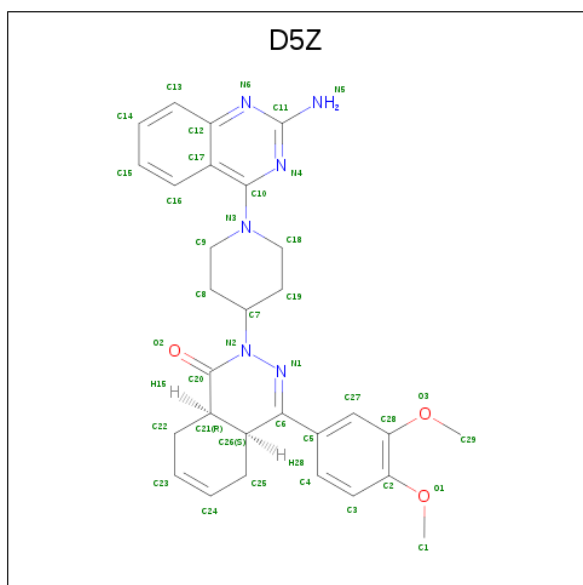 D5Z
C13 N6 C11 N5
NH₂
N
C14 C12
C17 N N4
C15 C10
C16
N3
N
C9 C18
C8 C19
C7
O2 N2
O N N1
N
H15 C20 C27 O3
H C6 C28 O
C21(R) C5
C22 C26(S) C29
H H28 C4 C2 O1
C23 C25 C3 O
C24
C1